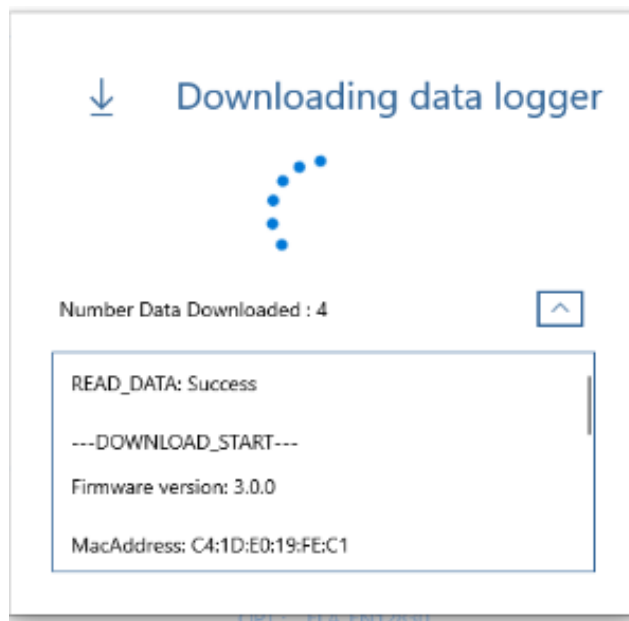 Downloading data logger
Number Data Downloaded : 4
READ_DATA: Success
---DOWNLOAD_START---
Firmware version: 3.0.0
MacAddress: C4:1D:E0:19:FE:C1